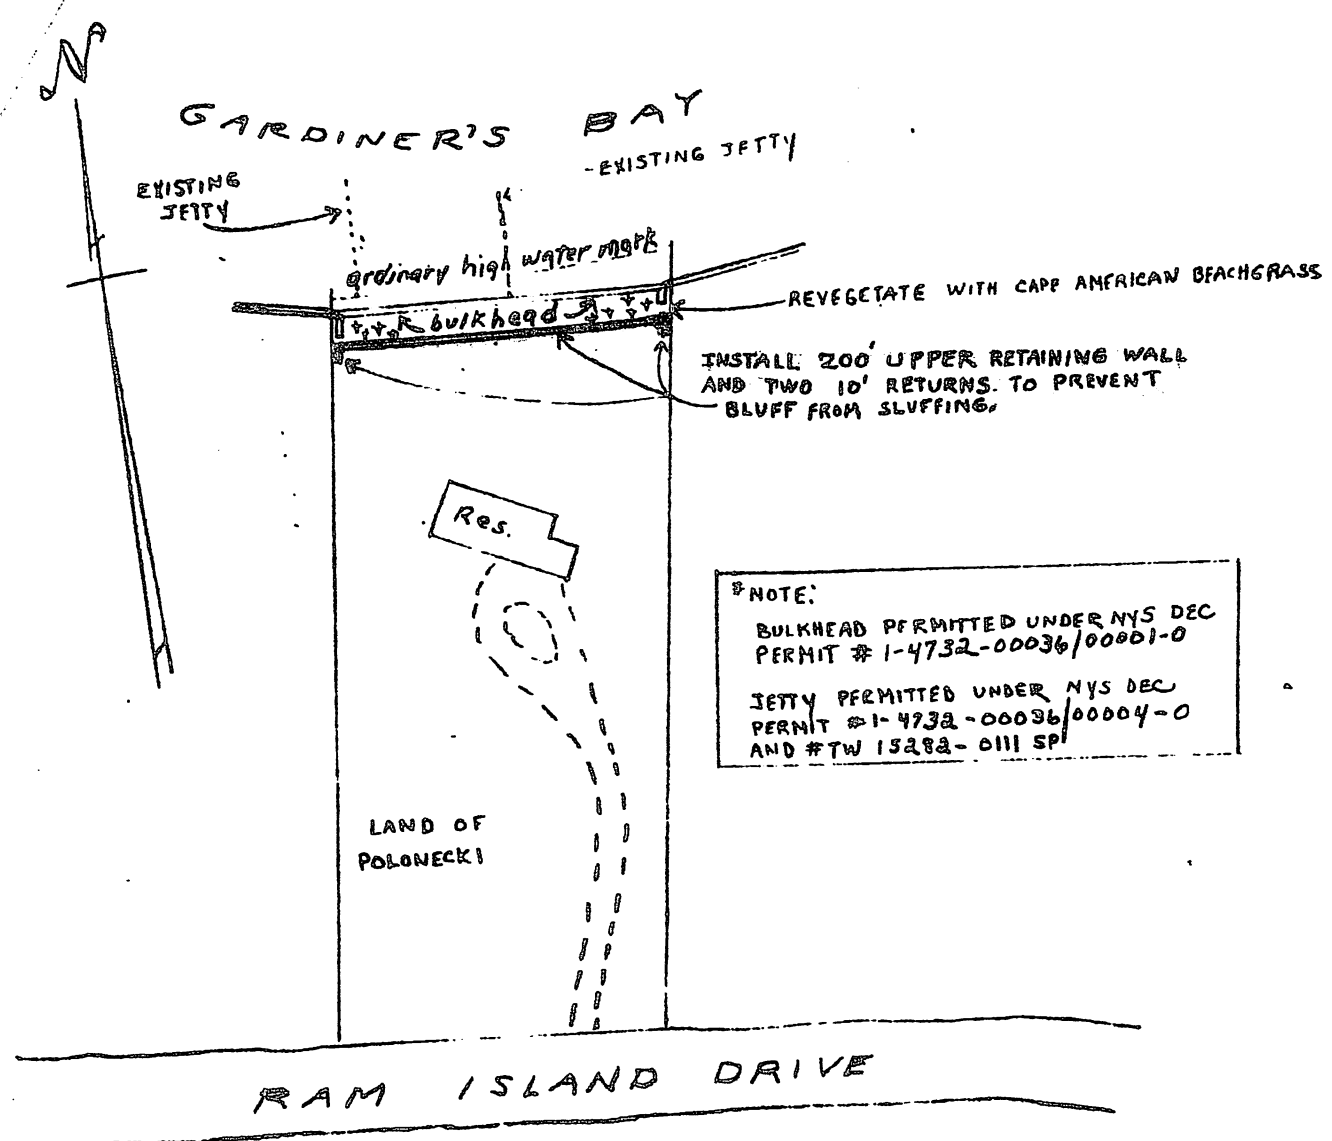 N
GARDINER'S BAY
-EXISTING JETTY
EXISTING
JETTY
ordinary high water mark
bulkhead
REVEGETATE WITH CAPE AMERICAN BEACHGRASS
INSTALL 200' UPPER RETAINING WALL
AND TWO 10' RETURNS. TO PREVENT
BLUFF FROM SLUFFING.
Res.
*NOTE:
BULKHEAD PERMITTED UNDER NYS DEC
PERMIT # 1-4732-00036/00001-0
JETTY PERMITTED UNDER NYS DEC
PERMIT #1-4732-00036/00004-0
AND #TW 15282-0111 SP
LAND OF
POLONECKI
RAM ISLAND DRIVE